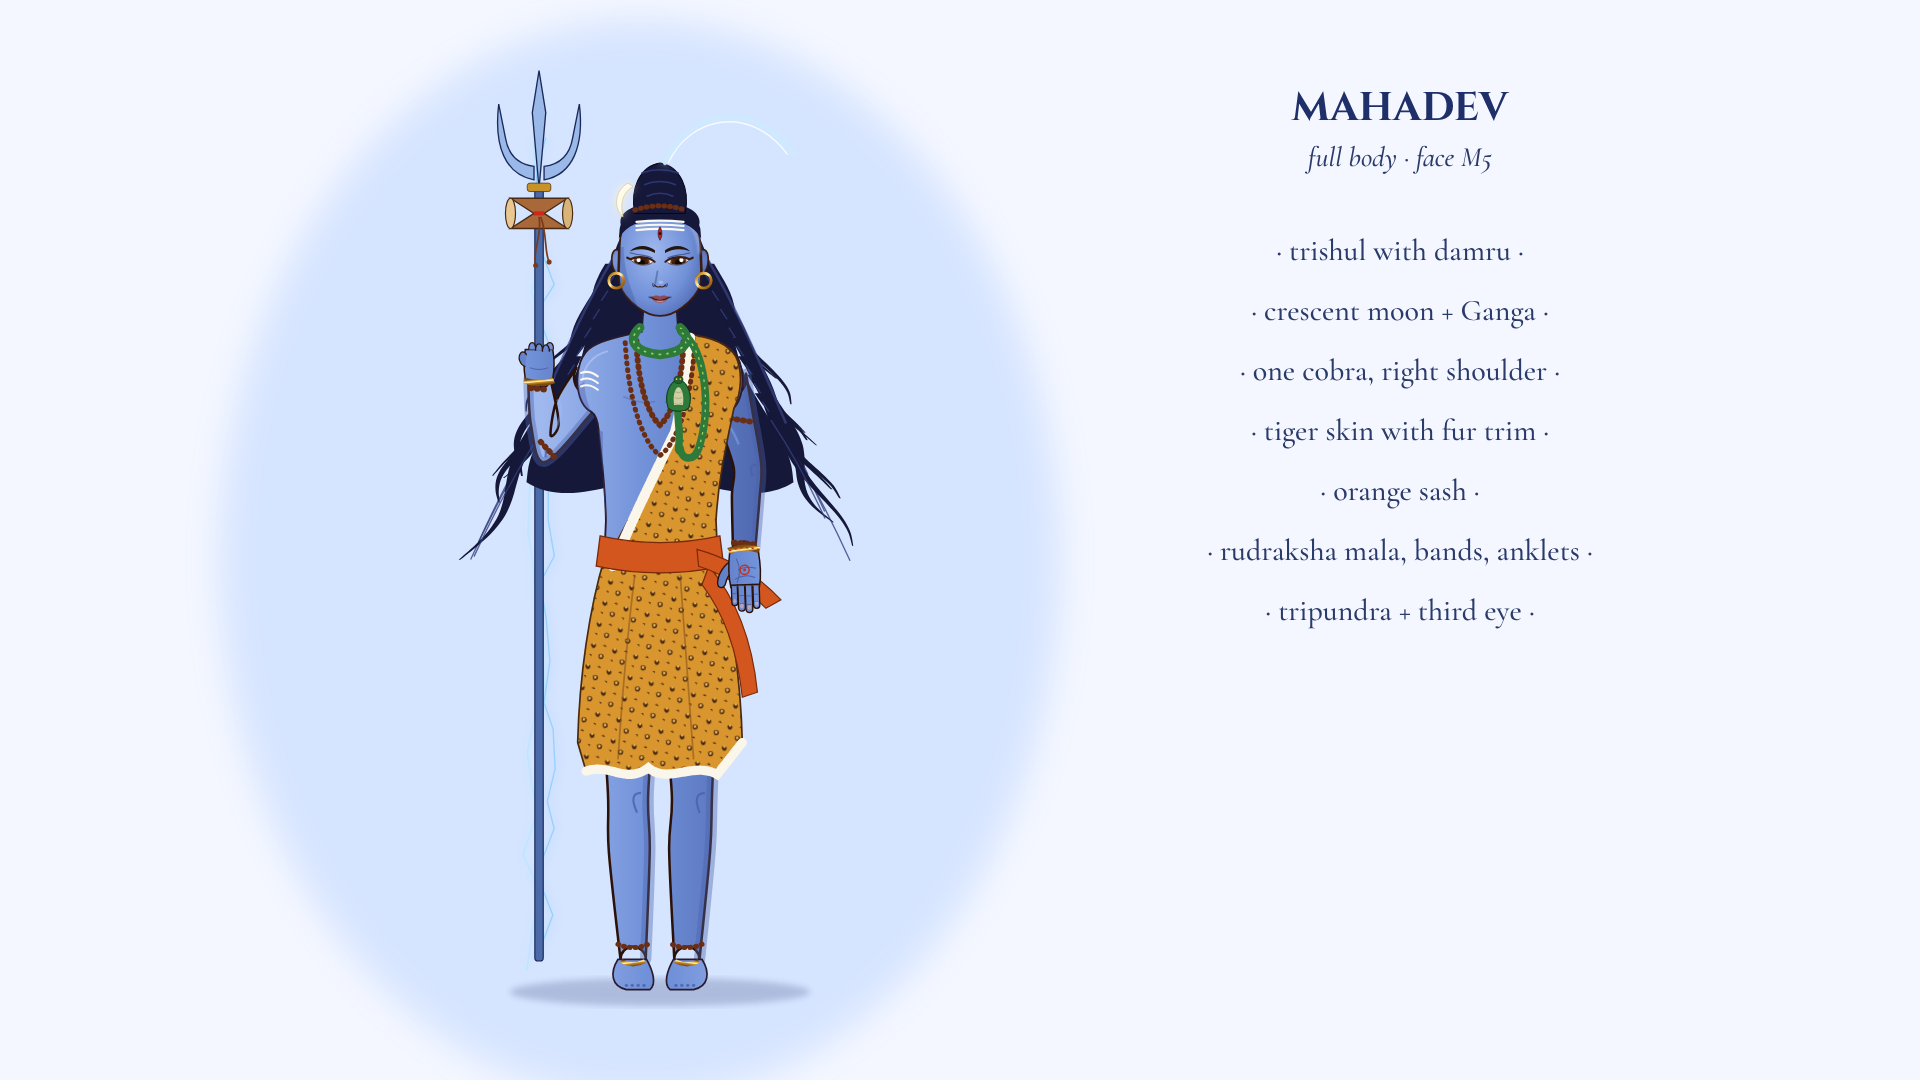 MAHADEV
full body · face M5
· trishul with damru ·
· crescent moon + Ganga ·
· one cobra, right shoulder ·
· tiger skin with fur trim ·
· orange sash ·
· rudraksha mala, bands, anklets ·
· tripundra + third eye ·